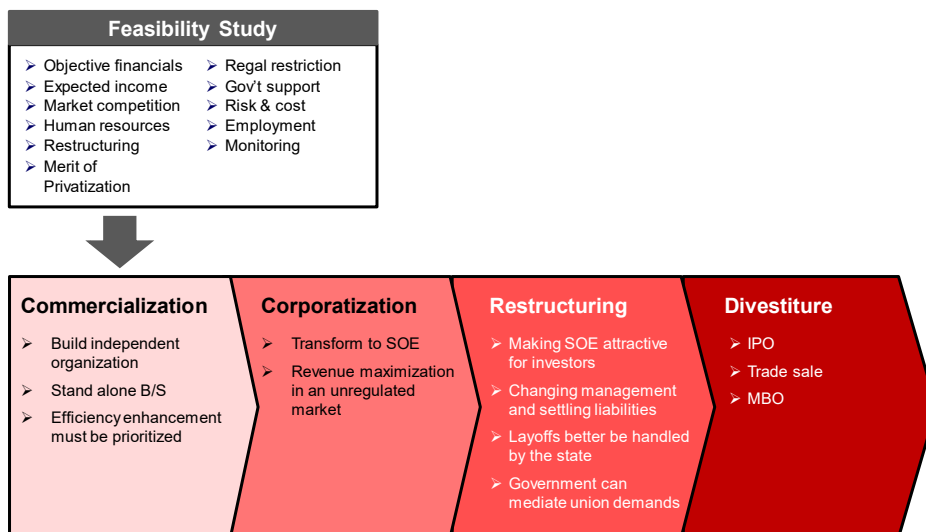 Feasibility Study
Objective financials
Expected income
Market competition
Human resources
Restructuring
Merit of
Privatization
Regal restriction
Gov't support
Risk & cost
Employment
Monitoring
Commercialization
Build independent
organization
Stand alone B/S
Efficiency enhancement
must be prioritized
Corporatization
Transform to SOE
Revenue maximization
in an unregulated
market
Restructuring
Making SOE attractive
for investors
Changing management
and settling liabilities
Layoffs better be handled
by the state
Government can
mediate union demands
Divestiture
IPO
Trade sale
MBO